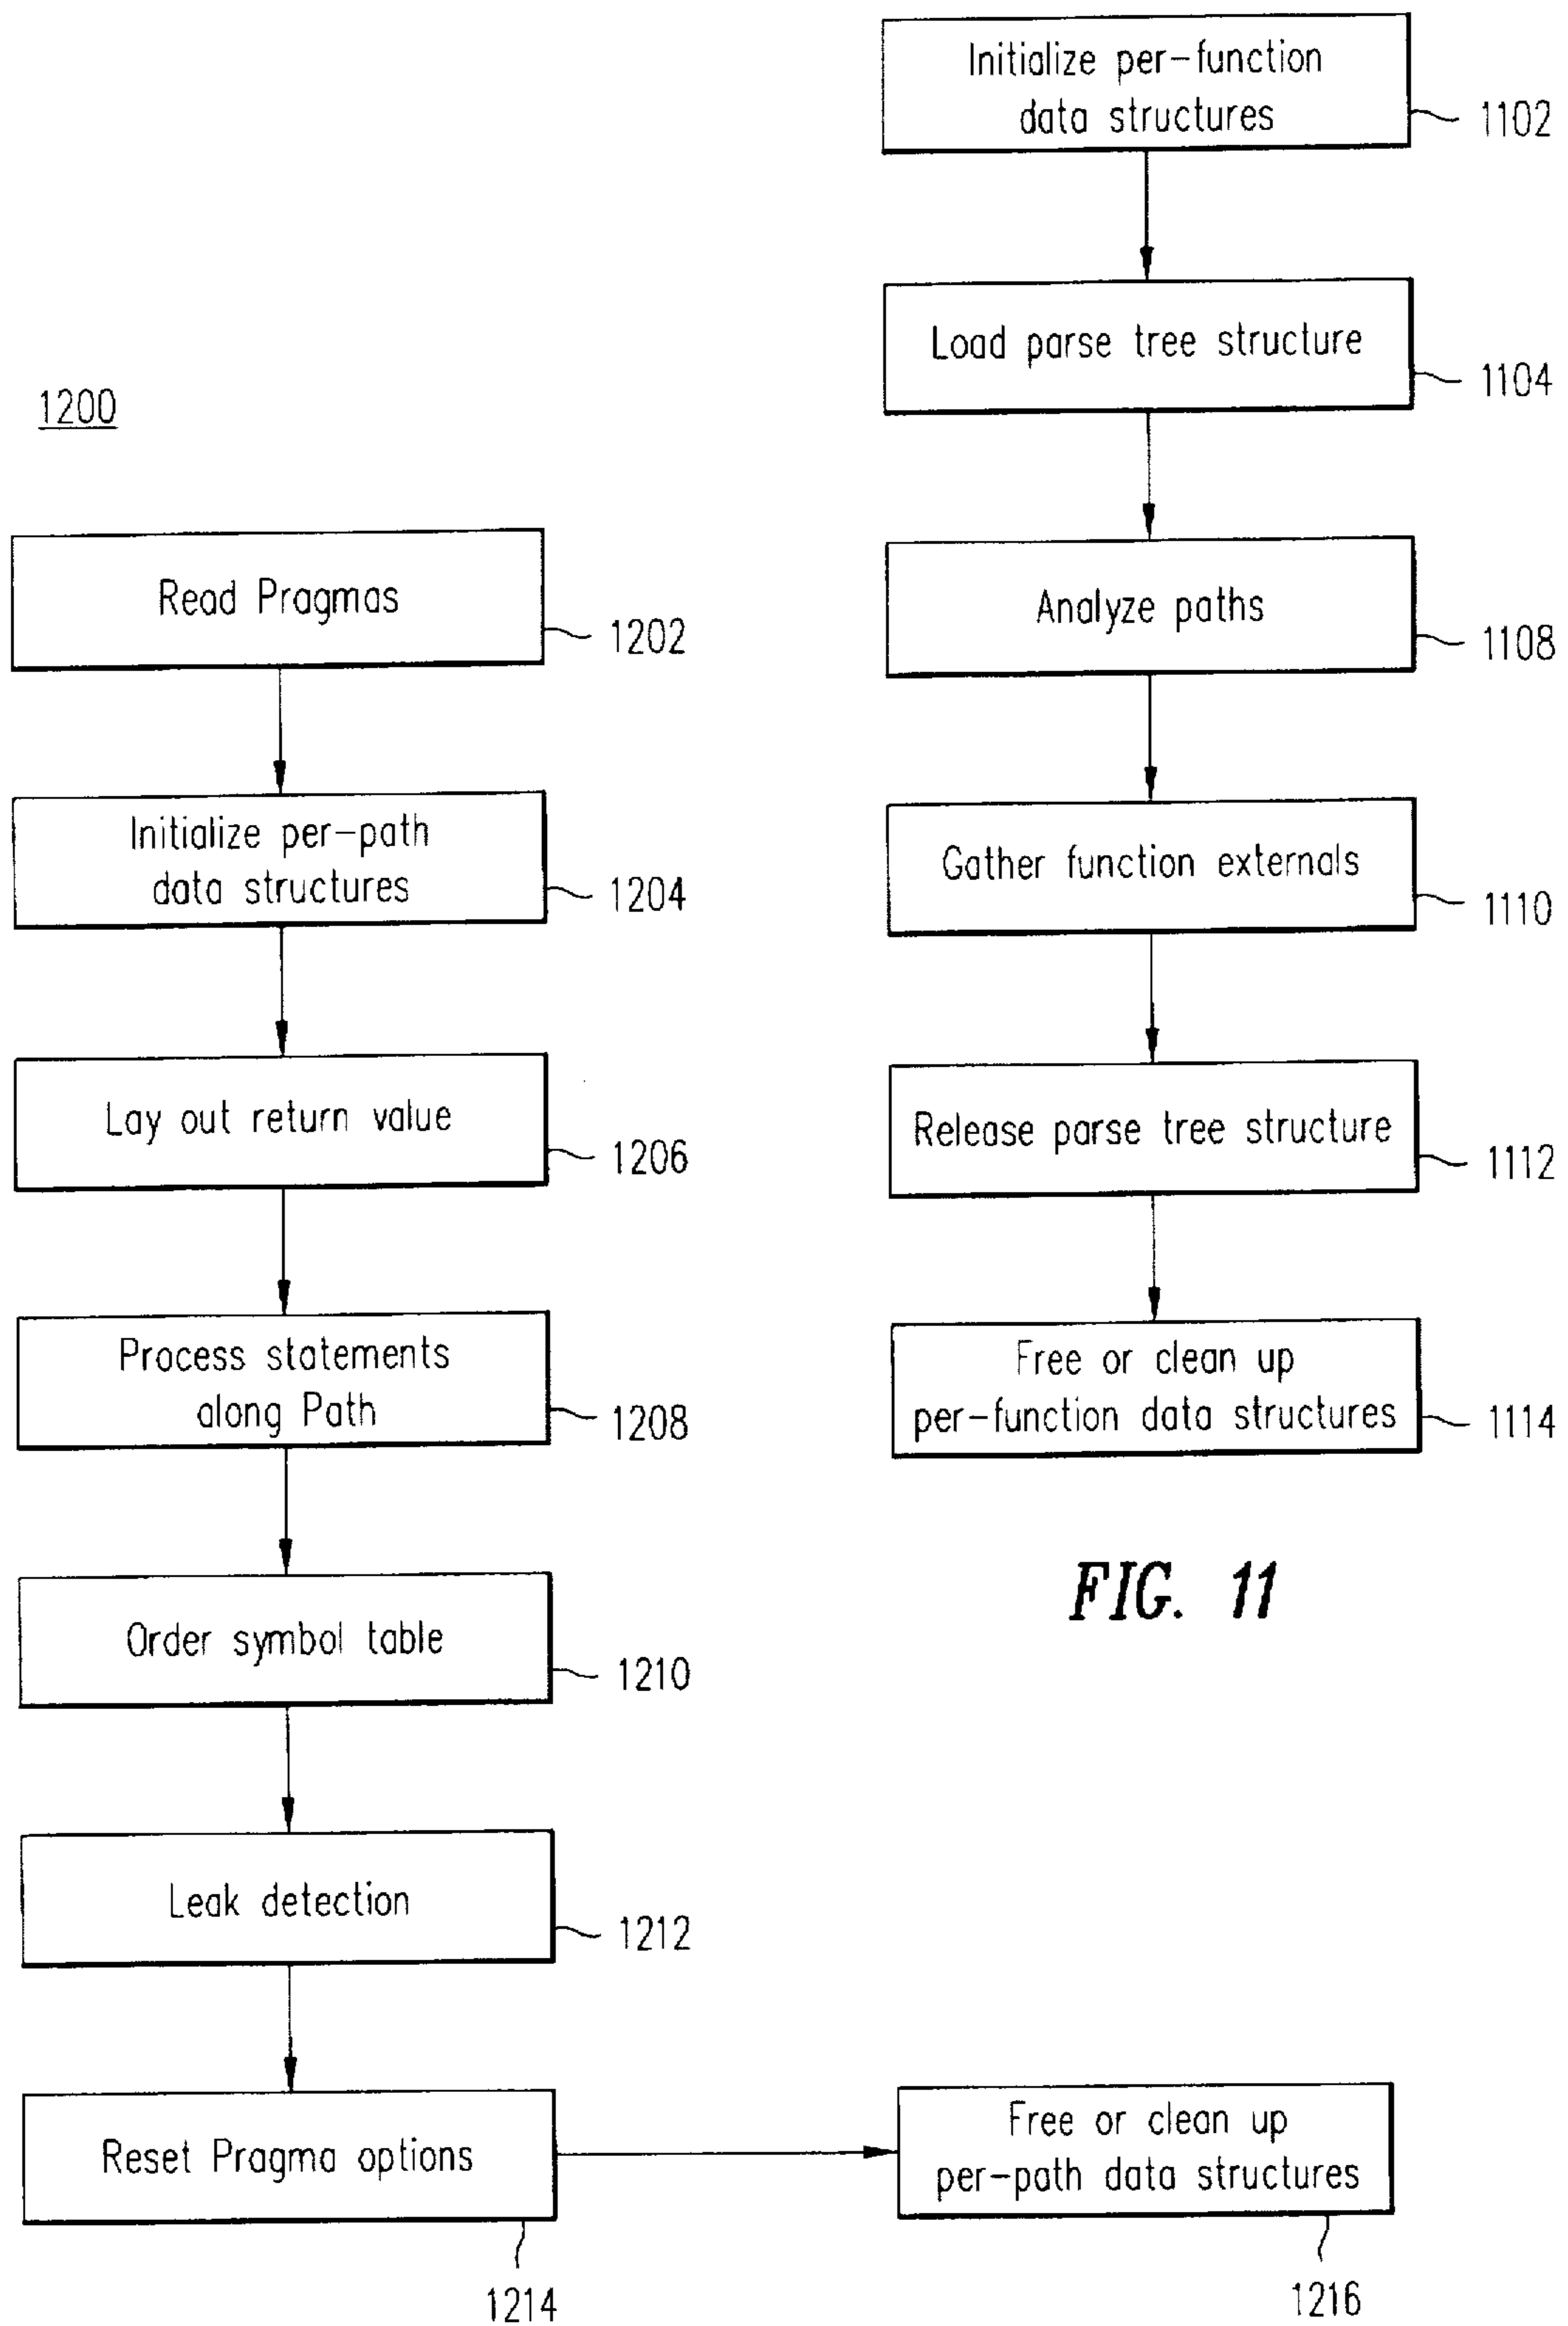 Initialize per-function
data structures
1102
Load parse tree structure
1104
Analyze paths
1108
Gather function externals
1110
Release parse tree structure
1112
Free or clean up
per-function data structures
1114
FIG. 11
1200
Read Pragmas
1202
Initialize per-path
data structures
1204
Lay out return value
1206
Process statements
along Path
1208
Order symbol table
1210
Leak detection
1212
Reset Pragma options
1214
Free or clean up
per-path data structures
1216